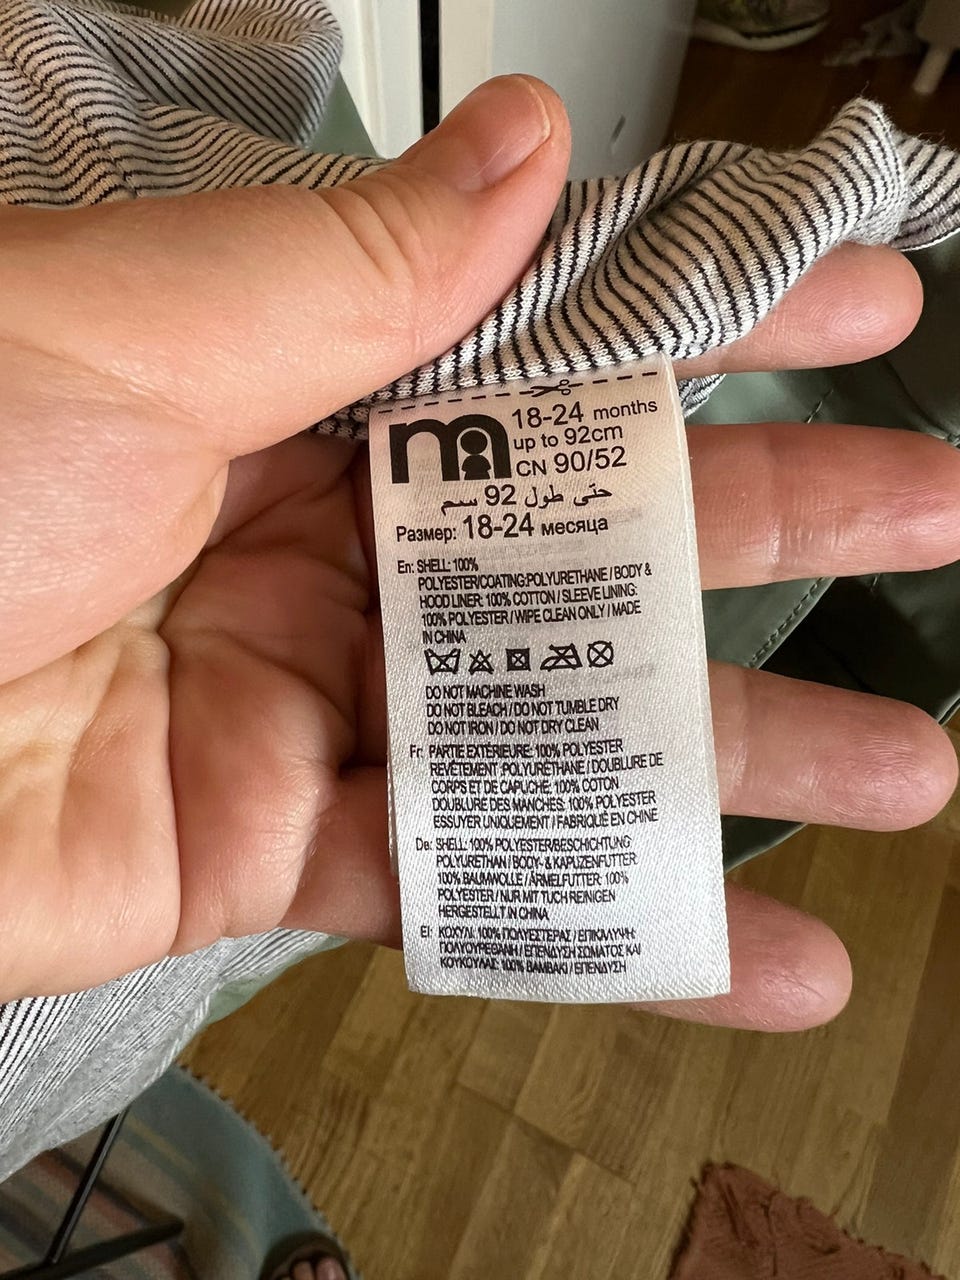 m 18-24 months
up to 92cm
CN 90/52
حتّى طول 92 سم
Размер: 18-24 месяца
En: SHELL: 100%
POLYESTER/COATING:POLYURETHANE / BODY &
HOOD LINER: 100% COTTON / SLEEVE LINING:
100% POLYESTER / WIPE CLEAN ONLY / MADE
IN CHINA
DO NOT MACHINE WASH
DO NOT BLEACH / DO NOT TUMBLE DRY
DO NOT IRON / DO NOT DRY CLEAN
Fr: PARTIE EXTÉRIEURE: 100% POLYESTER
REVÊTEMENT :POLYURÉTHANE / DOUBLURE DE
CORPS ET DE CAPUCHE: 100% COTON
DOUBLURE DES MANCHES: 100% POLYESTER
ESSUYER UNIQUEMENT / FABRIQUÉ EN CHINE
De: SHELL: 100% POLYESTER/BESCHICHTUNG:
POLYURETHAN / BODY- & KAPUZENFUTTER:
100% BAUMWOLLE / ÄRMELFUTTER: 100%
POLYESTER / NUR MIT TUCH REINIGEN
HERGESTELLT IN CHINA
El: ΚΟΧΥΛΙ: 100% ΠΟΛΥΕΣΤΕΡΑΣ / ΕΠΙΚΑΛΥΨΗ:
ΠΟΛΥΟΥΡΕΘΑΝΗ / ΕΠΕΝΔΥΣΗ ΣΩΜΑΤΟΣ ΚΑΙ
ΚΟΥΚΟΥΛΑΣ: 100% ΒΑΜΒΑΚΙ / ΕΠΕΝΔΥΣΗ